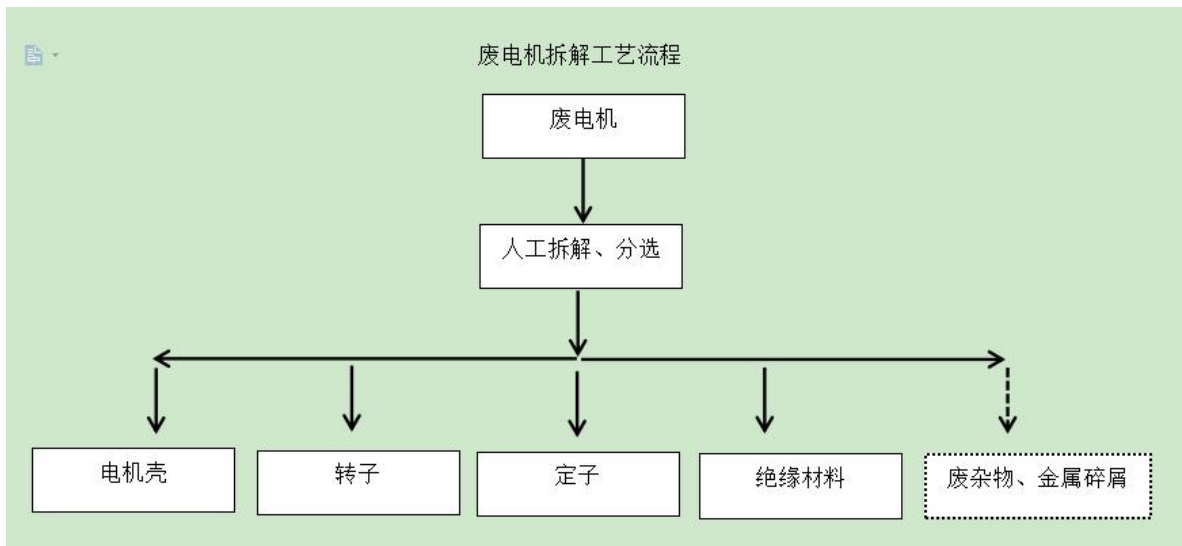 废电机拆解工艺流程
废电机
人工拆解、分选
电机壳
转子
定子
绝缘材料
废杂物、金属碎屑